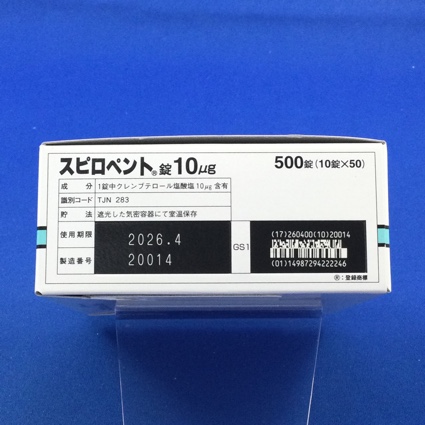 スピロペント®錠10μg 500錠(10錠×50)
成分 1錠中クレンブテロール塩酸塩10μg含有
識別コード TJN 283
貯法 遮光した気密容器にて室温保存
使用期限 2026.4
製造番号 20014
GS1
(17)260400(10)20014
(01)14987294222246
®:登録商標